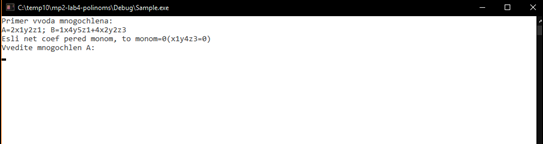 C:\temp10\mp2-lab4-polinoms\Debug\Sample.exe
Primer vvoda mnogochlena:
A=2x1y2z1; B=1x4y5z1+4x2y2z3
Esli net coef pered monom, to monom=0(x1y4z3=0)
Vvedite mnogochlen A: